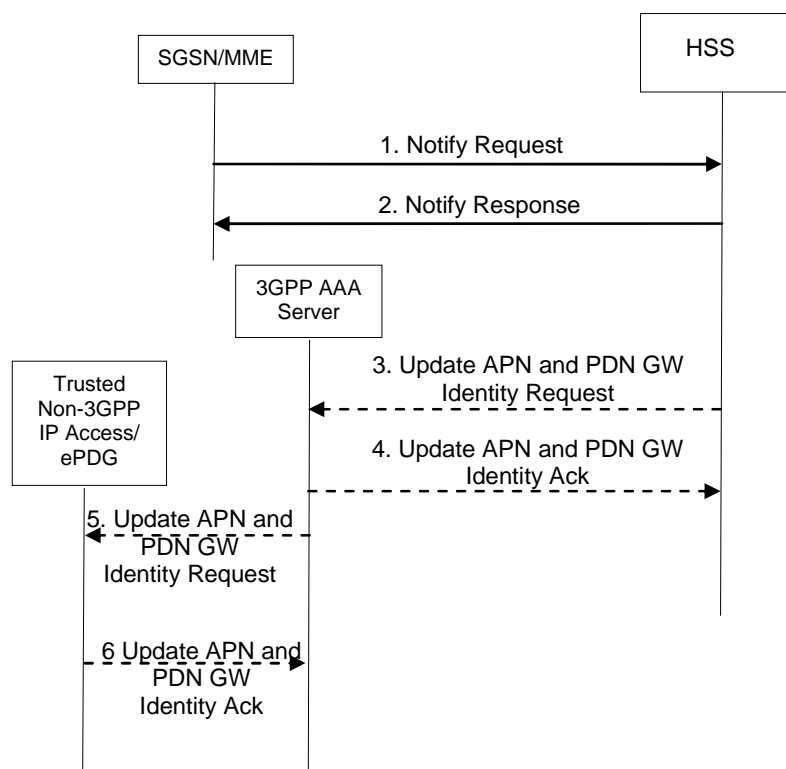 SGSN/MME
HSS
1. Notify Request
2. Notify Response
3GPP AAA
Server
3. Update APN and PDN GW
Identity Request
Trusted
Non-3GPP
IP Access/
ePDG
4. Update APN and PDN GW
Identity Ack
5. Update APN and
PDN GW
Identity Request
6 Update APN and
PDN GW
Identity Ack